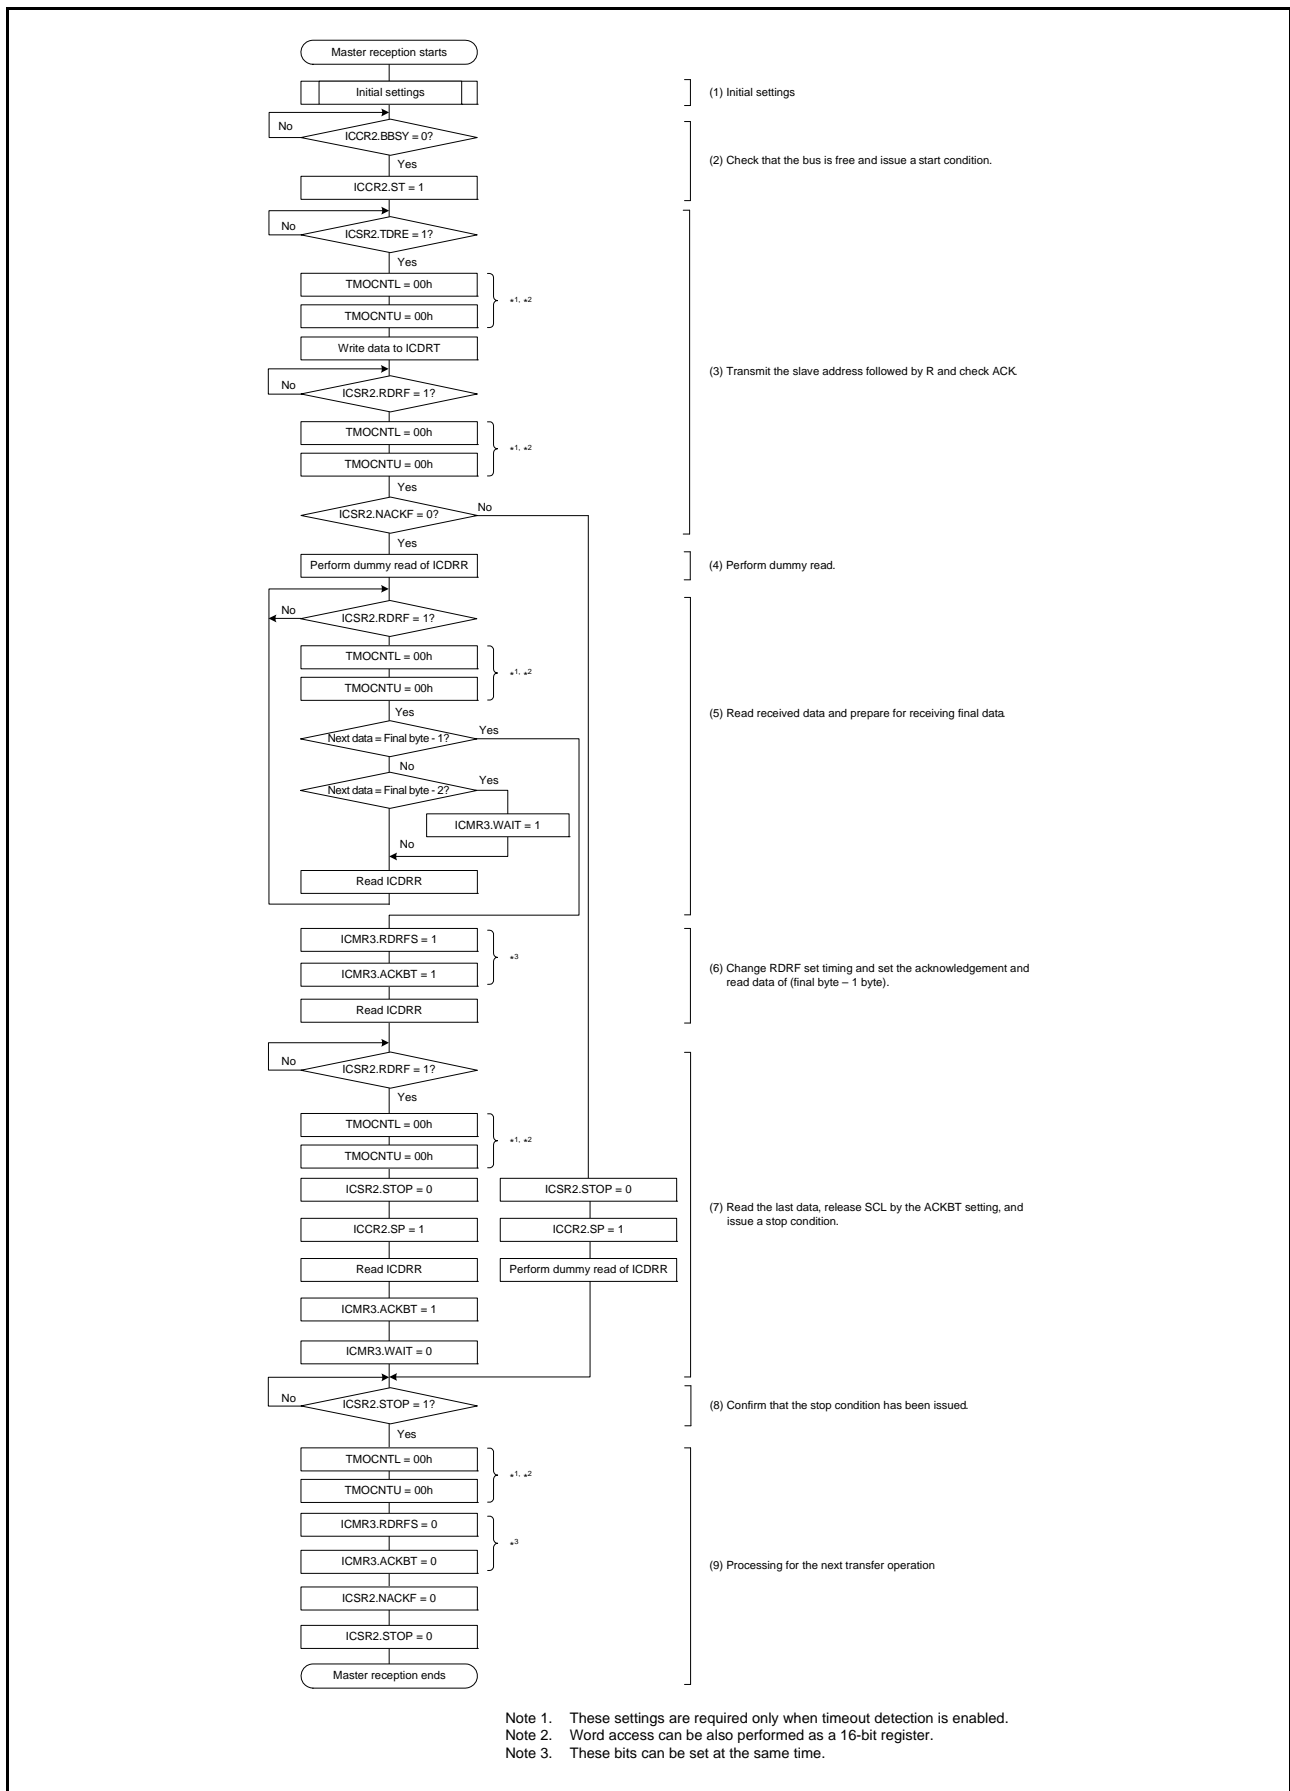 Master reception starts
Initial settings
(1) Initial settings
No
ICCR2.BBSY = 0?
Yes
(2) Check that the bus is free and issue a start condition.
ICCR2.ST = 1
No
ICSR2.TDRE = 1?
Yes
TMOCNTL = 00h
*1, *2
TMOCNTU = 00h
Write data to ICDRT
(3) Transmit the slave address followed by R and check ACK.
No
ICSR2.RDRF = 1?
TMOCNTL = 00h
*1, *2
TMOCNTU = 00h
Yes
No
ICSR2.NACKF = 0?
Yes
Perform dummy read of ICDRR
(4) Perform dummy read.
No
ICSR2.RDRF = 1?
TMOCNTL = 00h
*1, *2
TMOCNTU = 00h
Yes
(5) Read received data and prepare for receiving final data.
Yes
Next data = Final byte - 1?
No
Yes
Next data = Final byte - 2?
ICMR3.WAIT = 1
No
Read ICDRR
ICMR3.RDRFS = 1
*3
ICMR3.ACKBT = 1
(6) Change RDRF set timing and set the acknowledgement and
read data of (final byte – 1 byte).
Read ICDRR
No
ICSR2.RDRF = 1?
Yes
TMOCNTL = 00h
*1, *2
TMOCNTU = 00h
ICSR2.STOP = 0
ICSR2.STOP = 0
(7) Read the last data, release SCL by the ACKBT setting, and
issue a stop condition.
ICCR2.SP = 1
ICCR2.SP = 1
Read ICDRR
Perform dummy read of ICDRR
ICMR3.ACKBT = 1
ICMR3.WAIT = 0
No
ICSR2.STOP = 1?
(8) Confirm that the stop condition has been issued.
Yes
TMOCNTL = 00h
*1, *2
TMOCNTU = 00h
ICMR3.RDRFS = 0
*3
ICMR3.ACKBT = 0
(9) Processing for the next transfer operation
ICSR2.NACKF = 0
ICSR2.STOP = 0
Master reception ends
Note 1. These settings are required only when timeout detection is enabled.
Note 2. Word access can be also performed as a 16-bit register.
Note 3. These bits can be set at the same time.